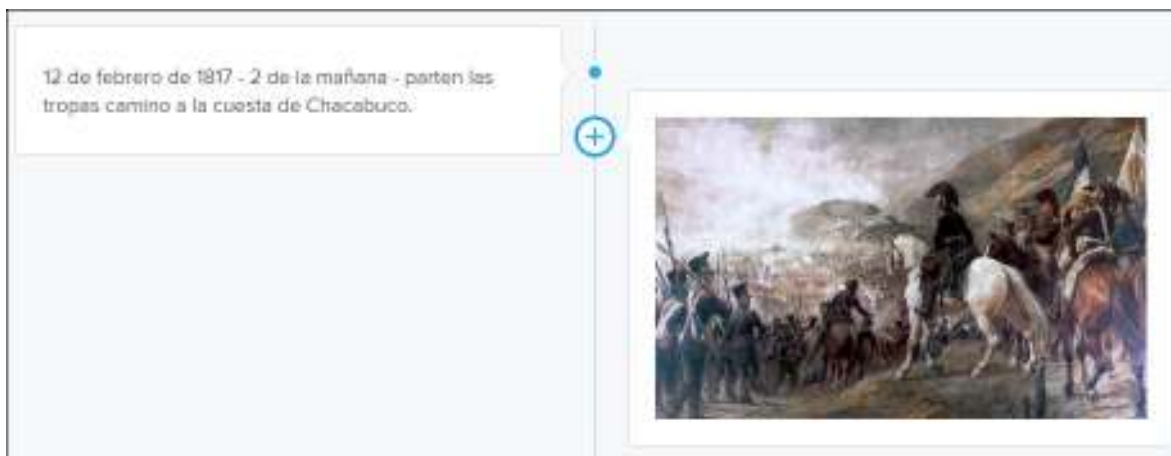 12 de febrero de 1817 - 2 de la mañana - parten las
tropas camino a la cuesta de Chacabuco.